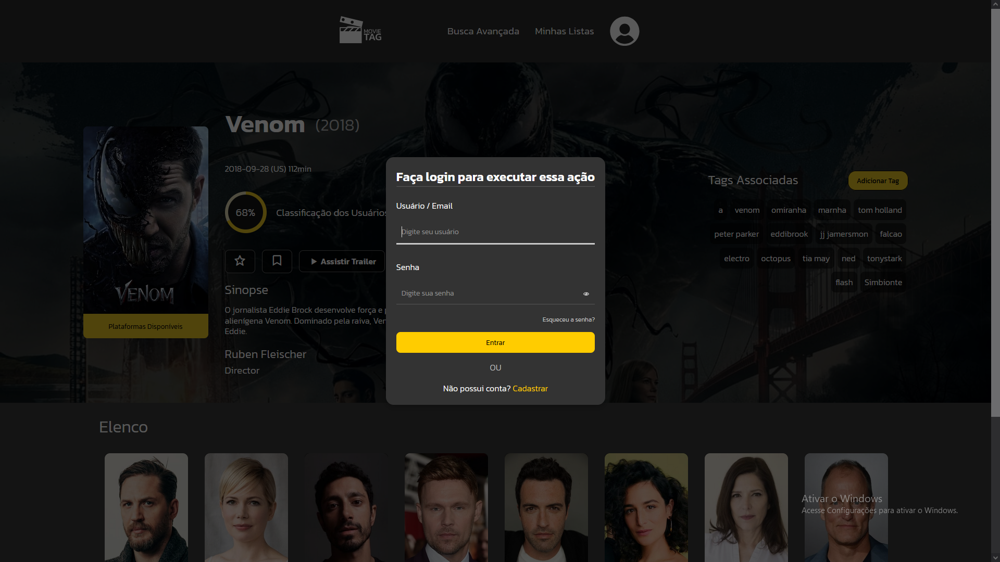 MOVIE
TAG
Busca Avançada
Minhas Listas
Venom (2018)
2018-09-28 (US) 112min
68%
Classificação dos Usuários
Assistir Trailer
Sinopse
O jornalista Eddie Brock desenvolve força e
alienígena Venom. Dominado pela raiva,
Eddie.
Ruben Fleischer
Director
VENOM
Plataformas Disponíveis
Faça login para executar essa ação
Usuário / Email
Digite seu usuário
Senha
Digite sua senha
Esqueceu a senha?
Entrar
OU
Não possui conta? Cadastrar
Tags Associadas
Adicionar Tag
a venom omiranha marnha tom holland
peter parker eddibrook jj jamersmon falcao
electro octopus tia may ned tonystark
flash Simbionte
Elenco
Ativar o Windows
Acesse Configurações para ativar o Windows.